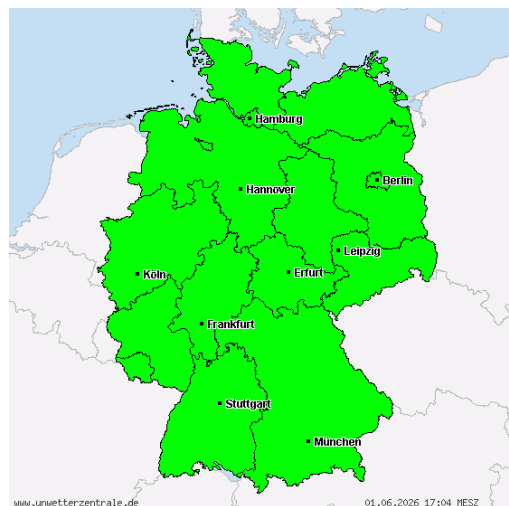 Hamburg
Berlin
Hannover
Leipzig
Köln
Erfurt
Frankfurt
Stuttgart
München
www.unwetterzentrale.de
01.06.2026 17:04 MESZ